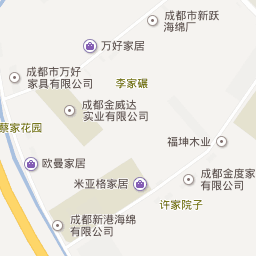 成都市新跃
海绵厂
万好家居
成都市万好
家具有限公司
李家碾
成都金威达
实业有限公司
蔡家花园
福坤木业
欧曼家居
米亚格家居
成都金度家
有限公司
许家院子
成都新港海绵
有限公司